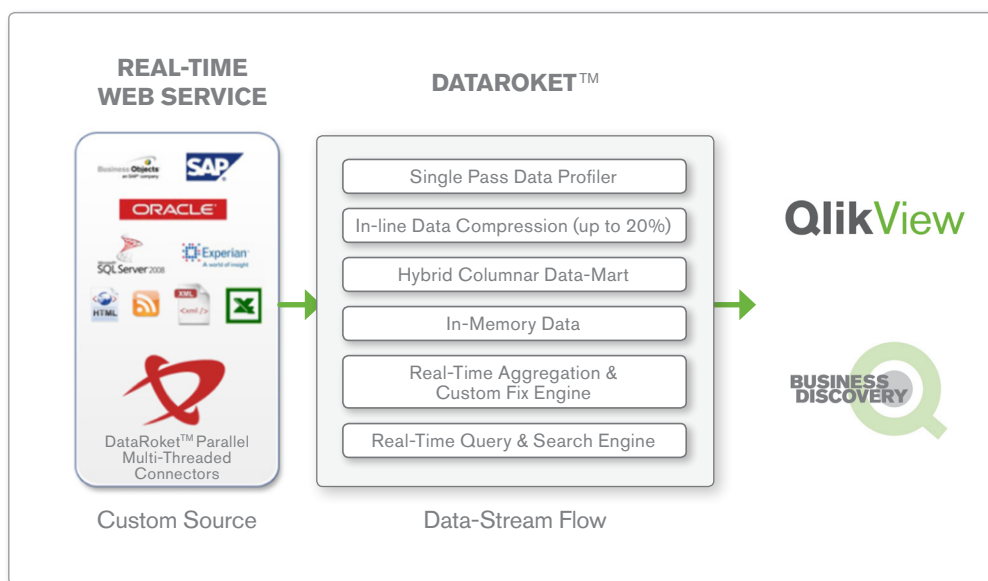 REAL-TIME
WEB SERVICE
Business Objects
an SAP company
SAP
ORACLE
Microsoft
SQL Server 2008
Experian
A world of insight
HTML
XML
<xml />
DataRoket™ Parallel
Multi-Threaded
Connectors
Custom Source
DATAROKET™
Single Pass Data Profiler
In-line Data Compression (up to 20%)
Hybrid Columnar Data-Mart
In-Memory Data
Real-Time Aggregation &
Custom Fix Engine
Real-Time Query & Search Engine
Data-Stream Flow
QlikView
BUSINESS
DISCOVERY